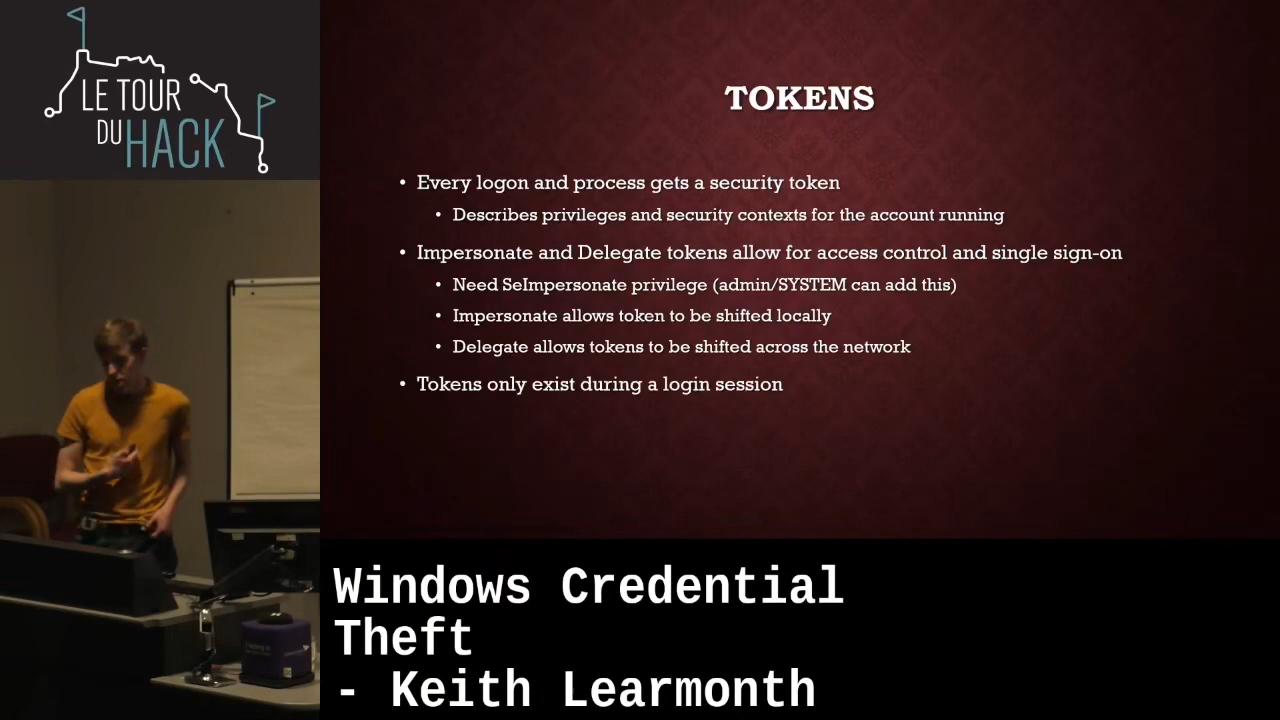 LE TOUR
DU HACK
TOKENS
• Every logon and process gets a security token
• Describes privileges and security contexts for the account running
• Impersonate and Delegate tokens allow for access control and single sign-on
• Need SeImpersonate privilege (admin/SYSTEM can add this)
• Impersonate allows token to be shifted locally
• Delegate allows tokens to be shifted across the network
• Tokens only exist during a login session
Windows Credential
Theft
- Keith Learmonth